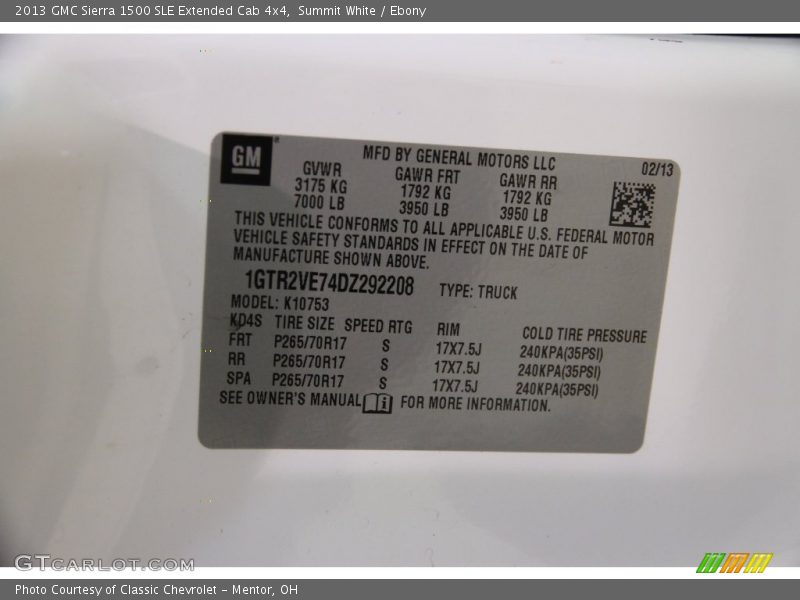 2013 GMC Sierra 1500 SLE Extended Cab 4x4, Summit White / Ebony
GM
MFD BY GENERAL MOTORS LLC 02/13
GVWR GAWR FRT GAWR RR
3175 KG 1792 KG 1792 KG
7000 LB 3950 LB 3950 LB
THIS VEHICLE CONFORMS TO ALL APPLICABLE U.S. FEDERAL MOTOR
VEHICLE SAFETY STANDARDS IN EFFECT ON THE DATE OF
MANUFACTURE SHOWN ABOVE.
1GTR2VE74DZ292208 TYPE: TRUCK
MODEL: K10753
KD4S TIRE SIZE SPEED RTG RIM COLD TIRE PRESSURE
FRT P265/70R17 S 17X7.5J 240KPA(35PSI)
RR P265/70R17 S 17X7.5J 240KPA(35PSI)
SPA P265/70R17 S 17X7.5J 240KPA(35PSI)
SEE OWNER'S MANUAL FOR MORE INFORMATION.
GTCARLOT.COM
Photo Courtesy of Classic Chevrolet - Mentor, OH